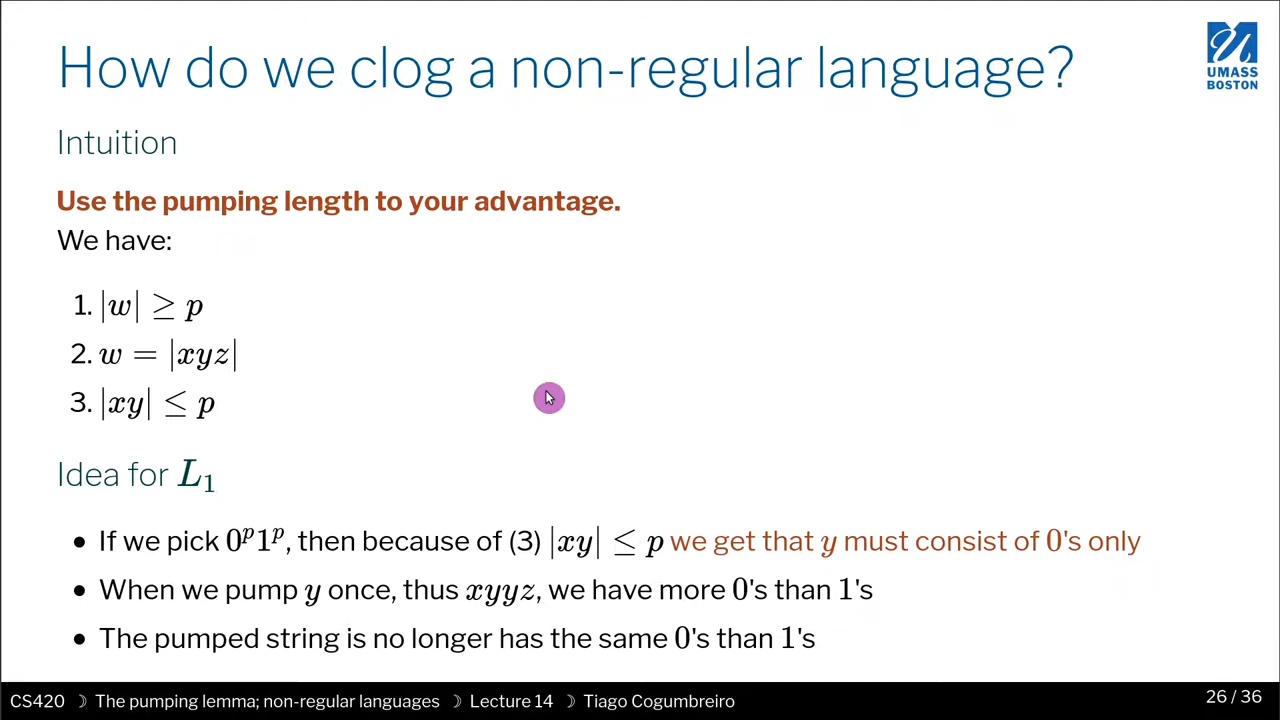 How do we clog a non-regular language?
UMASS
BOSTON
Intuition
Use the pumping length to your advantage.
We have:
1. |w| ≥ p
2. w = |xyz|
3. |xy| ≤ p
Idea for L₁
• If we pick 0ᵖ1ᵖ, then because of (3) |xy| ≤ p we get that y must consist of 0's only
• When we pump y once, thus xyyz, we have more 0's than 1's
• The pumped string is no longer has the same 0's than 1's
CS420 ☽ The pumping lemma; non-regular languages ☽ Lecture 14 ☽ Tiago Cogumbreiro
26 / 36